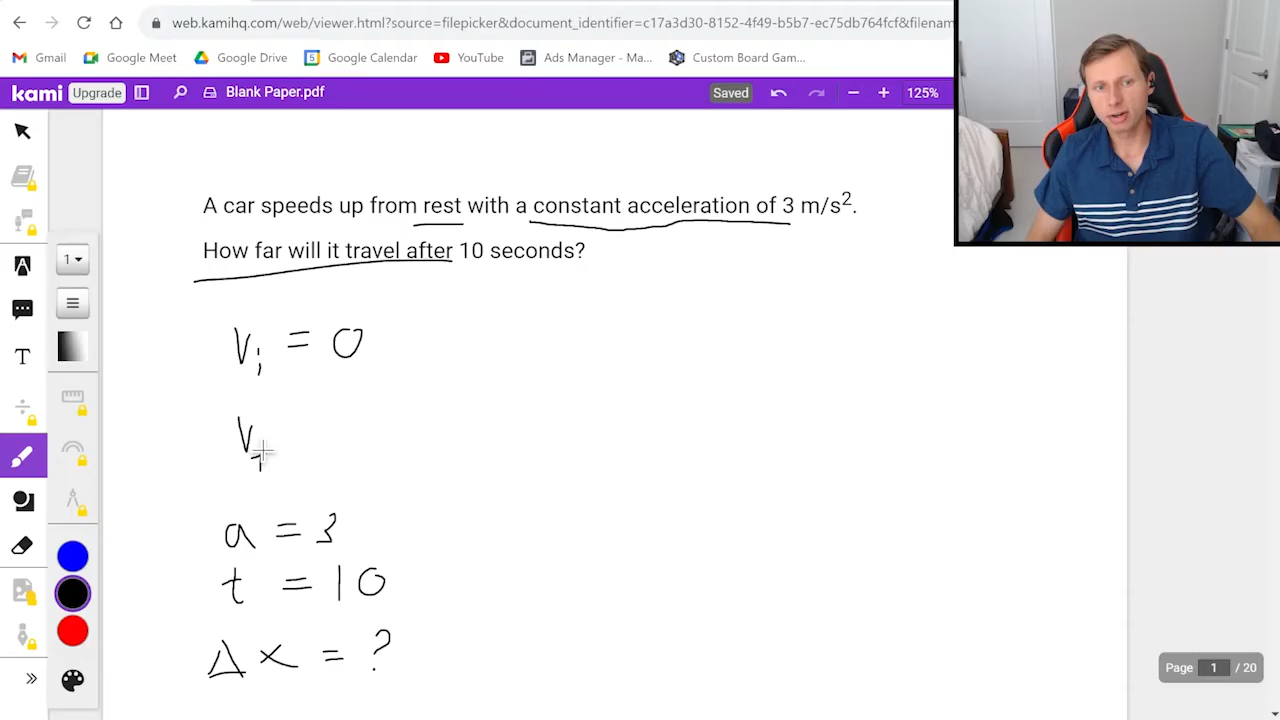 web.kamihq.com/web/viewer.html?source=filepicker&document_identifier=c17a3d30-8152-4f49-b5b7-ec75db764fcf&filenam
Gmail Google Meet Google Drive Google Calendar YouTube Ads Manager - Ma... Custom Board Gam...
kami Upgrade Blank Paper.pdf Saved 125%
A car speeds up from rest with a constant acceleration of 3 m/s².
How far will it travel after 10 seconds?
1
T
Vi = 0
Vf
a = 3
t = 10
Δx = ?
Page 1 / 20